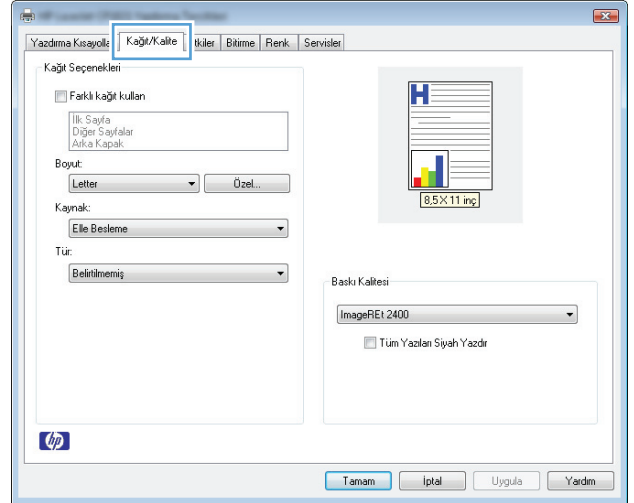 Yazdırma Kısayolla
Kağıt/Kalite
tkiler
Bitirme
Renk
Servisler
Kağıt Seçenekleri
Farklı kağıt kullan
İlk Sayfa
Diğer Sayfalar
Arka Kapak
Boyut:
Letter
Özel...
Kaynak:
Elle Besleme
Tür:
Belirtilmemiş
H
8,5 X 11 inç
Baskı Kalitesi
ImageREt 2400
Tüm Yazıları Siyah Yazdır
hp
Tamam
İptal
Uygula
Yardım